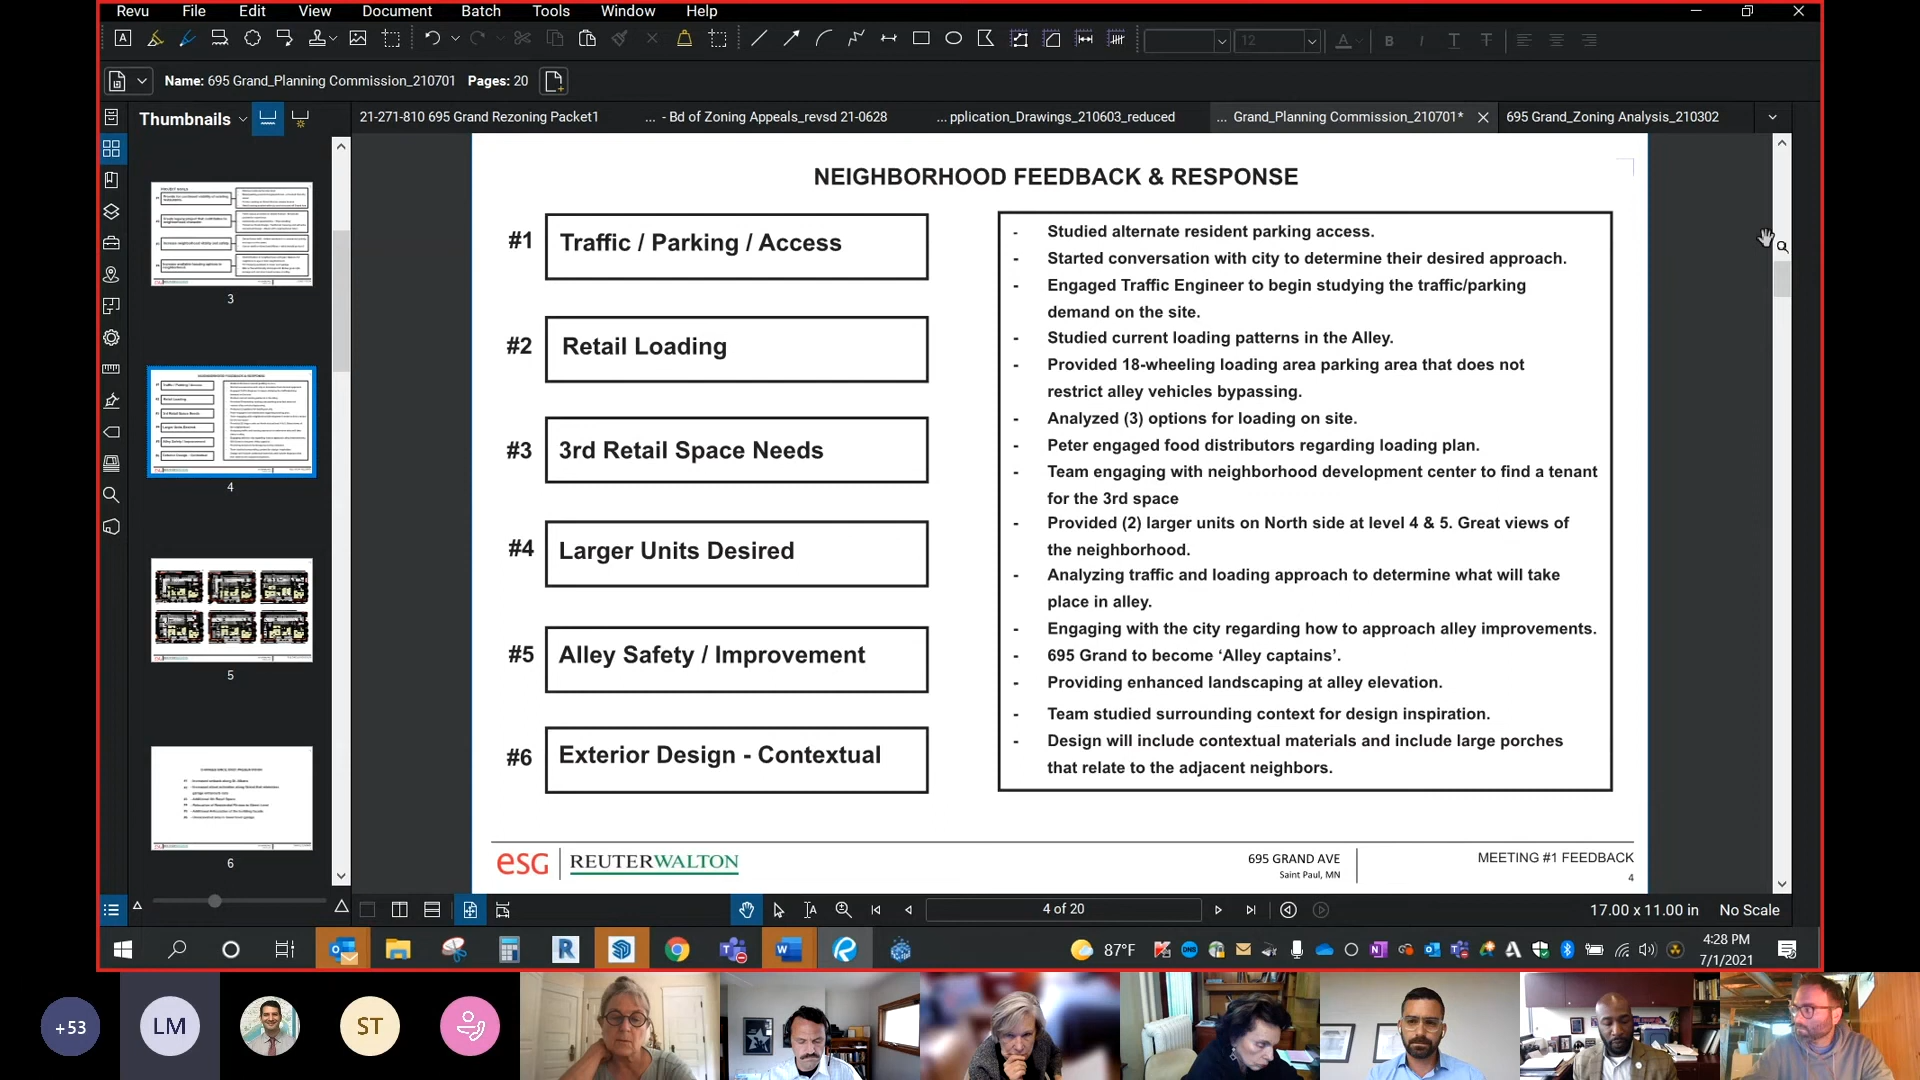 Revu File Edit View Document Batch Tools Window Help
12
Name: 695 Grand_Planning Commission_210701 Pages: 20
Thumbnails
21-271-810 695 Grand Rezoning Packet1
... - Bd of Zoning Appeals_revsd 21-0628
...pplication_Drawings_210603_reduced
... Grand_Planning Commission_210701*
695 Grand_Zoning Analysis_210302
3
4
5
6
NEIGHBORHOOD FEEDBACK & RESPONSE
#1 Traffic / Parking / Access
#2 Retail Loading
#3 3rd Retail Space Needs
#4 Larger Units Desired
#5 Alley Safety / Improvement
#6 Exterior Design - Contextual
- Studied alternate resident parking access.
- Started conversation with city to determine their desired approach.
- Engaged Traffic Engineer to begin studying the traffic/parking
demand on the site.
- Studied current loading patterns in the Alley.
- Provided 18-wheeling loading area parking area that does not
restrict alley vehicles bypassing.
- Analyzed (3) options for loading on site.
- Peter engaged food distributors regarding loading plan.
- Team engaging with neighborhood development center to find a tenant
for the 3rd space
- Provided (2) larger units on North side at level 4 & 5. Great views of
the neighborhood.
- Analyzing traffic and loading approach to determine what will take
place in alley.
- Engaging with the city regarding how to approach alley improvements.
- 695 Grand to become ‘Alley captains’.
- Providing enhanced landscaping at alley elevation.
- Team studied surrounding context for design inspiration.
- Design will include contextual materials and include large porches
that relate to the adjacent neighbors.
esG REUTERWALTON
695 GRAND AVE
Saint Paul, MN
MEETING #1 FEEDBACK
4
4 of 20
17.00 x 11.00 in No Scale
87°F
4:28 PM
7/1/2021
+53
LM
ST